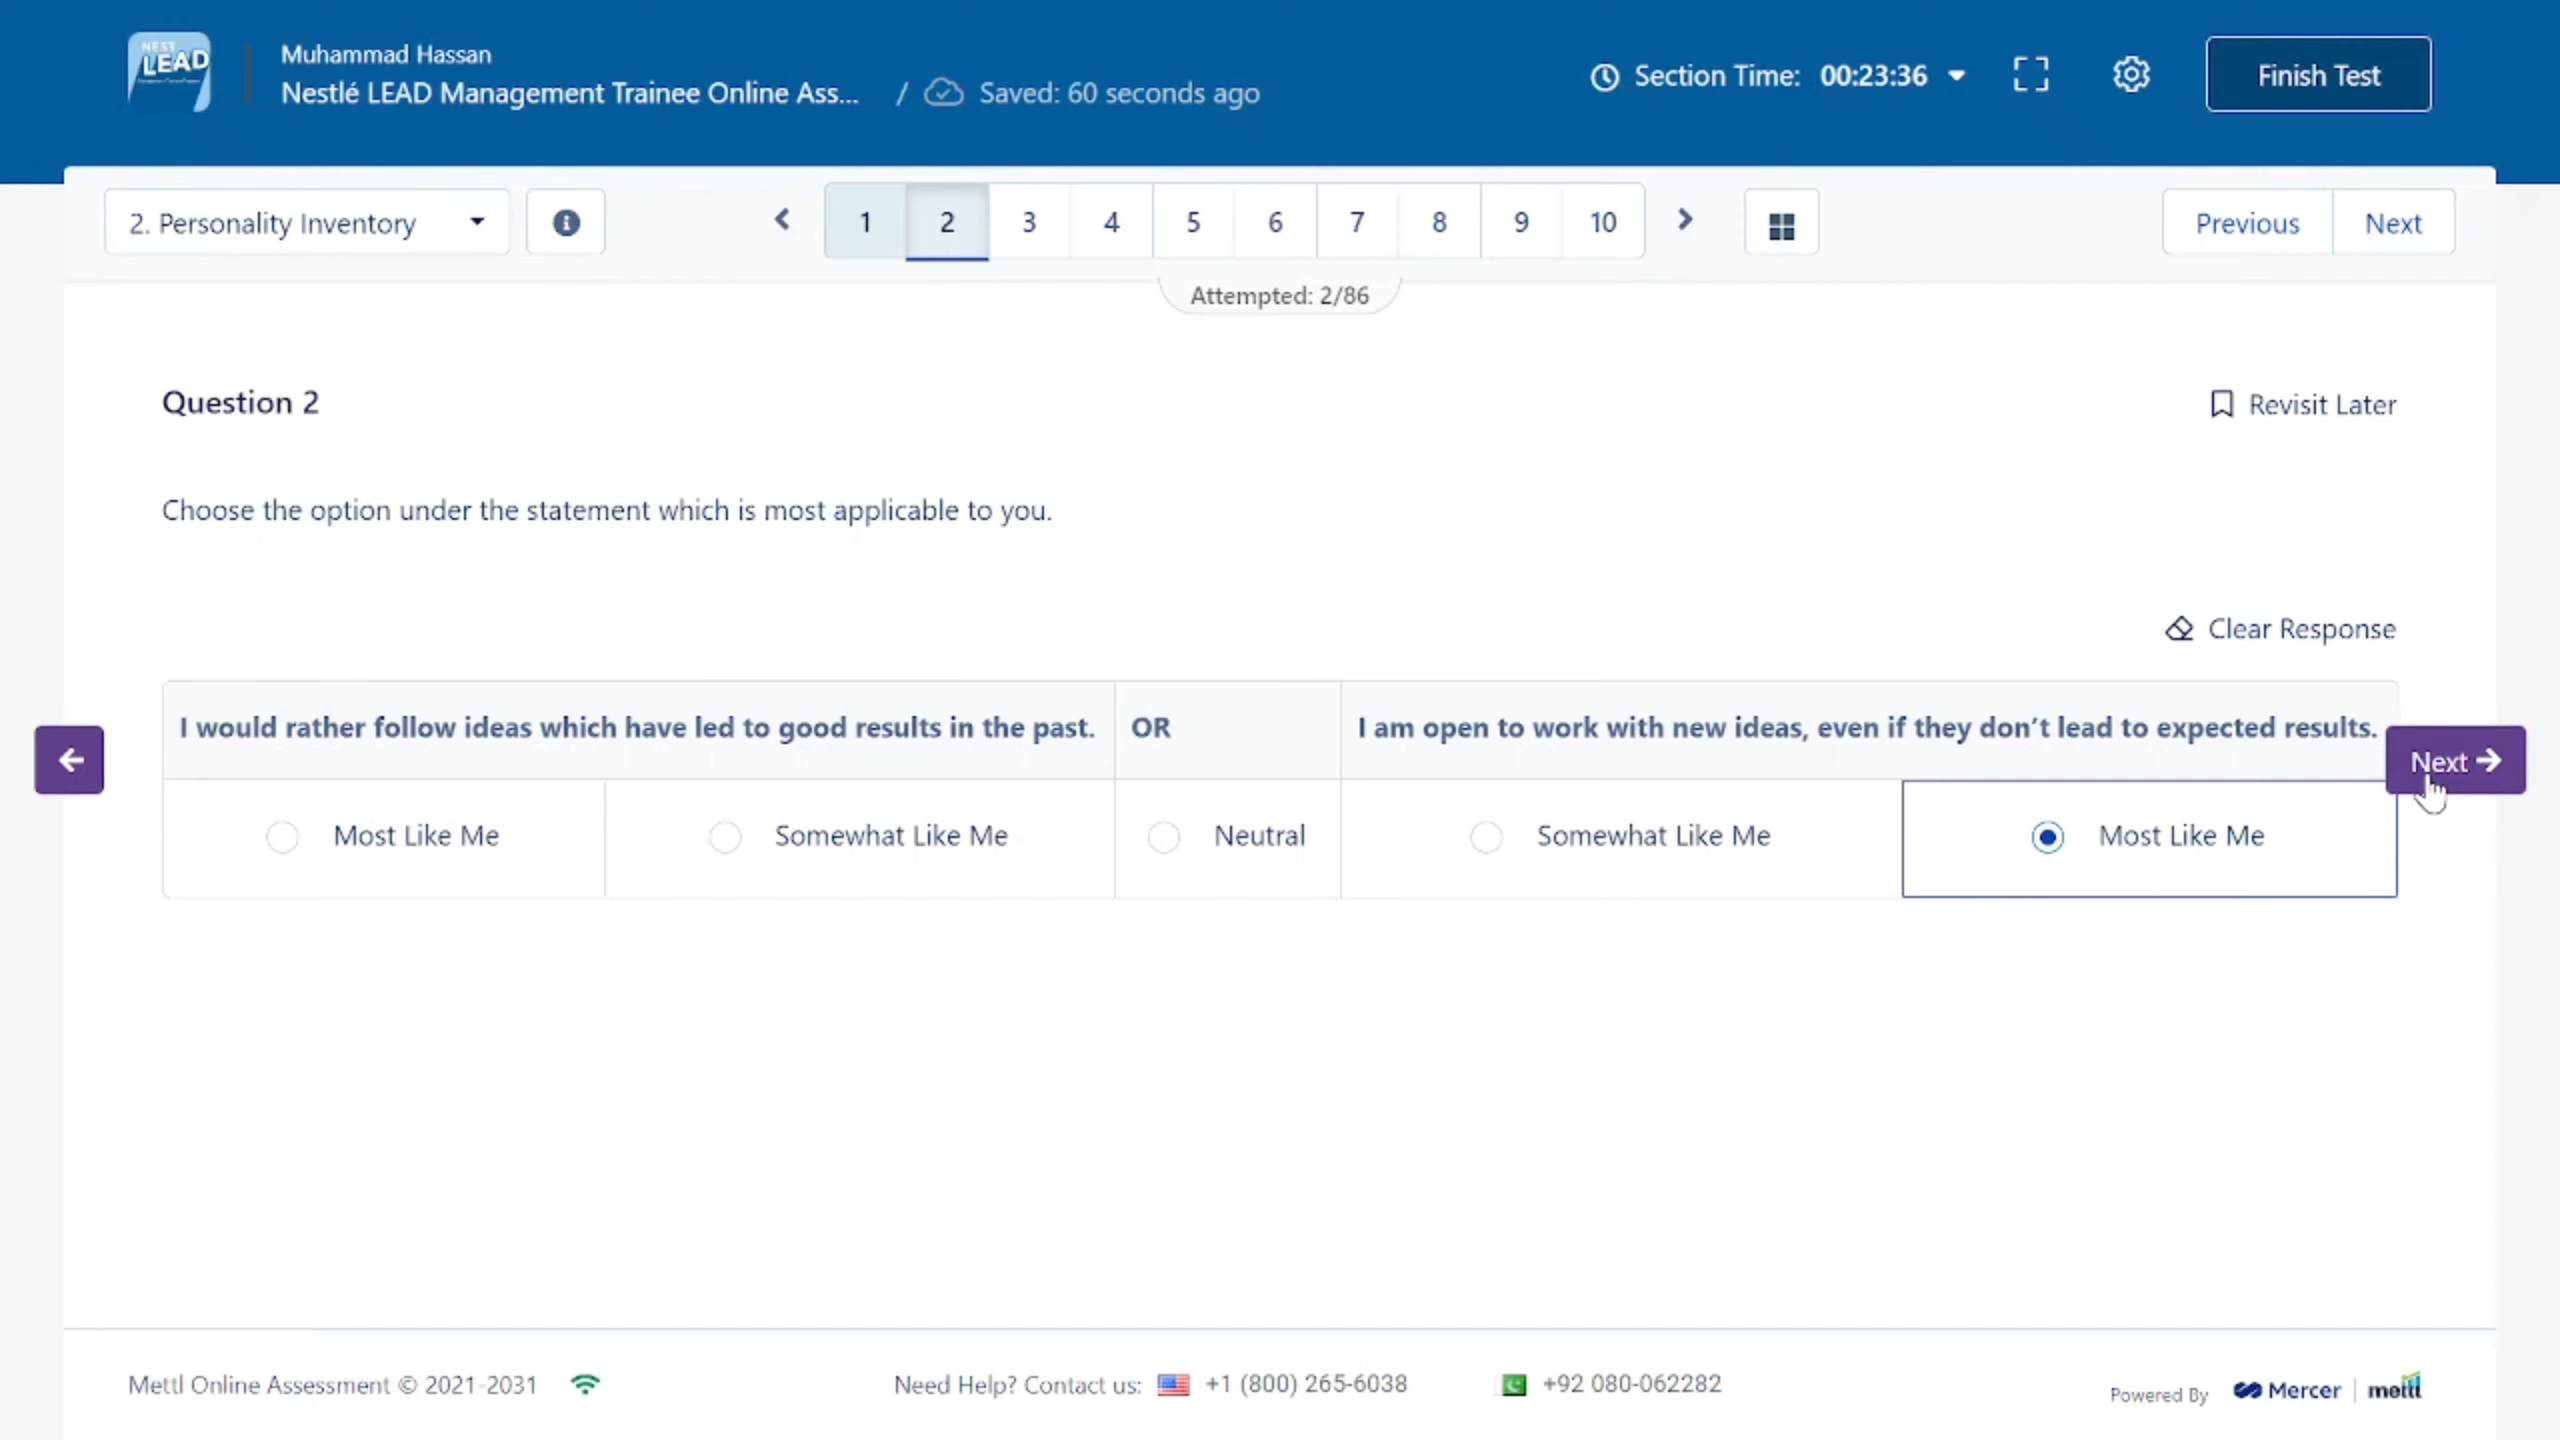 NEST
LEAD
Muhammad Hassan
Nestlé LEAD Management Trainee Online Ass...
/ Saved: 60 seconds ago
Section Time: 00:23:36
Finish Test
2. Personality Inventory
1 2 3 4 5 6 7 8 9 10
Previous Next
Attempted: 2/86
Question 2
Revisit Later
Choose the option under the statement which is most applicable to you.
Clear Response
I would rather follow ideas which have led to good results in the past. OR I am open to work with new ideas, even if they don’t lead to expected results.
Next
Most Like Me Somewhat Like Me Neutral Somewhat Like Me Most Like Me
Mettl Online Assessment © 2021-2031 Need Help? Contact us: +1 (800) 265-6038 +92 080-062282
Powered By Mercer | mettl